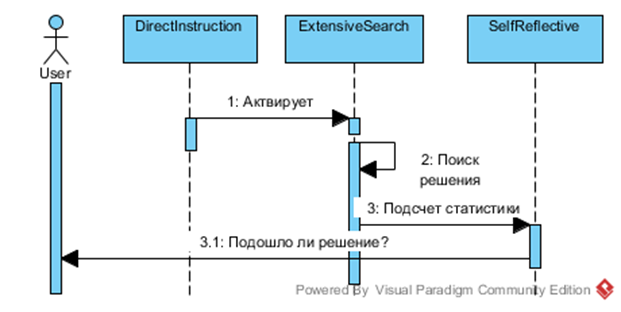 DirectInstruction
ExtensiveSearch
SelfReflective
User
1: Актвирует
2: Поиск
решения
3: Подсчет статистики
3.1: Подошло ли решение?
Powered By Visual Paradigm Community Edition